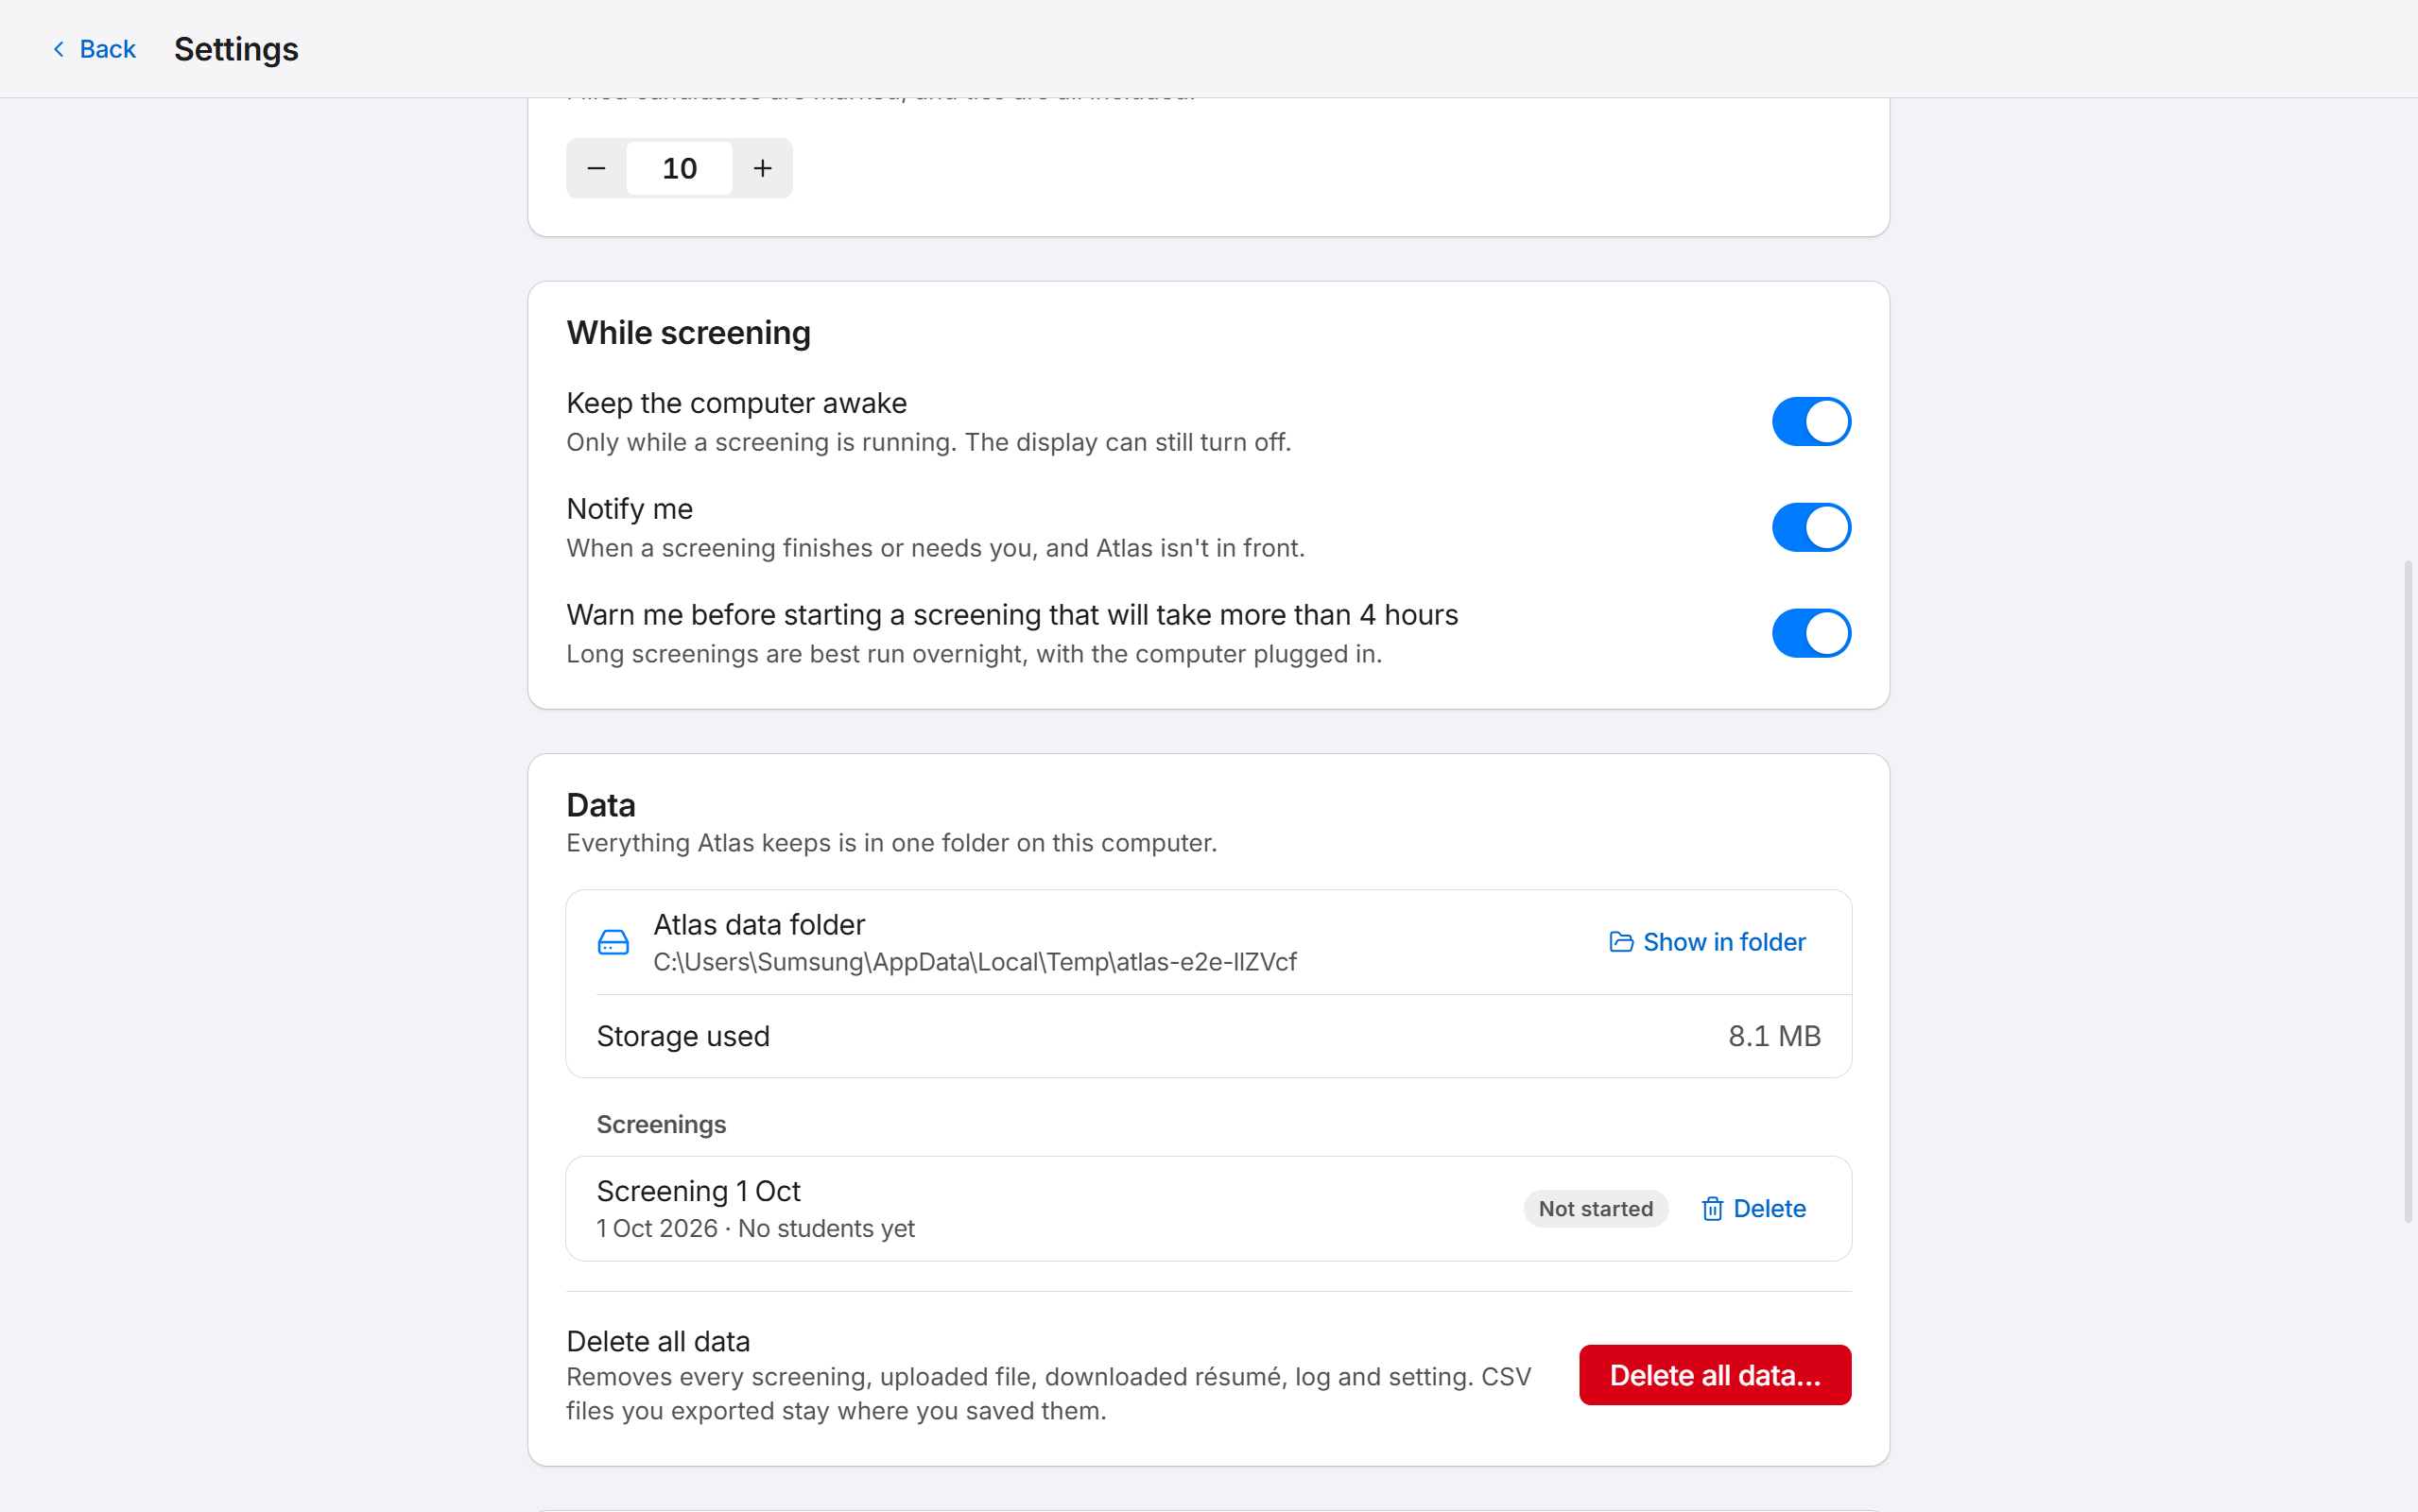 Back
Settings
10
While screening
Keep the computer awake
Only while a screening is running. The display can still turn off.
Notify me
When a screening finishes or needs you, and Atlas isn't in front.
Warn me before starting a screening that will take more than 4 hours
Long screenings are best run overnight, with the computer plugged in.
Data
Everything Atlas keeps is in one folder on this computer.
Atlas data folder
C:\Users\Sumsung\AppData\Local\Temp\atlas-e2e-llZVcf
Show in folder
Storage used
8.1 MB
Screenings
Screening 1 Oct
1 Oct 2026 · No students yet
Not started
Delete
Delete all data
Removes every screening, uploaded file, downloaded résumé, log and setting. CSV
files you exported stay where you saved them.
Delete all data...